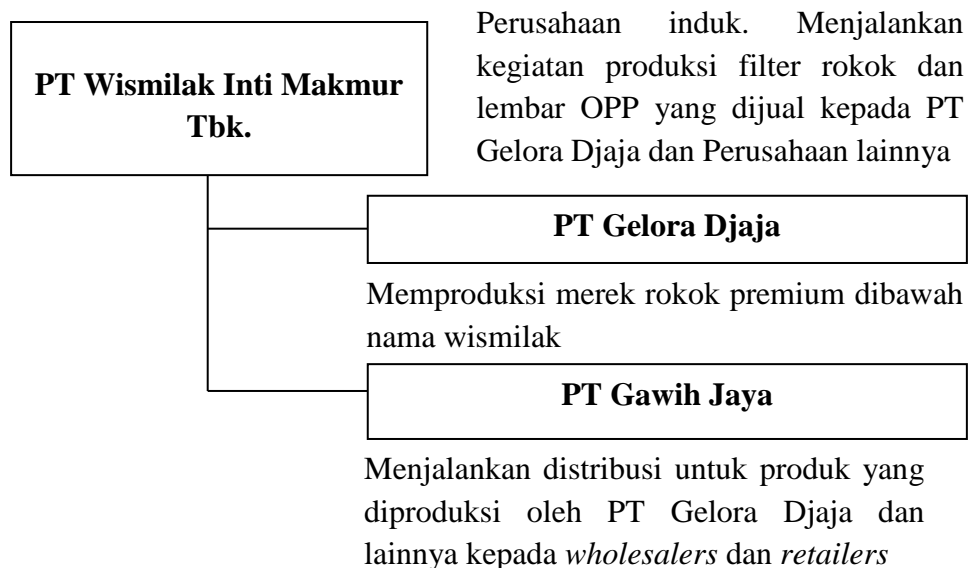 PT Wismilak Inti Makmur
Tbk.
Perusahaan induk. Menjalankan
kegiatan produksi filter rokok dan
lembar OPP yang dijual kepada PT
Gelora Djaja dan Perusahaan lainnya
PT Gelora Djaja
Memproduksi merek rokok premium dibawah
nama wismilak
PT Gawih Jaya
Menjalankan distribusi untuk produk yang
diproduksi oleh PT Gelora Djaja dan
lainnya kepada wholesalers dan retailers